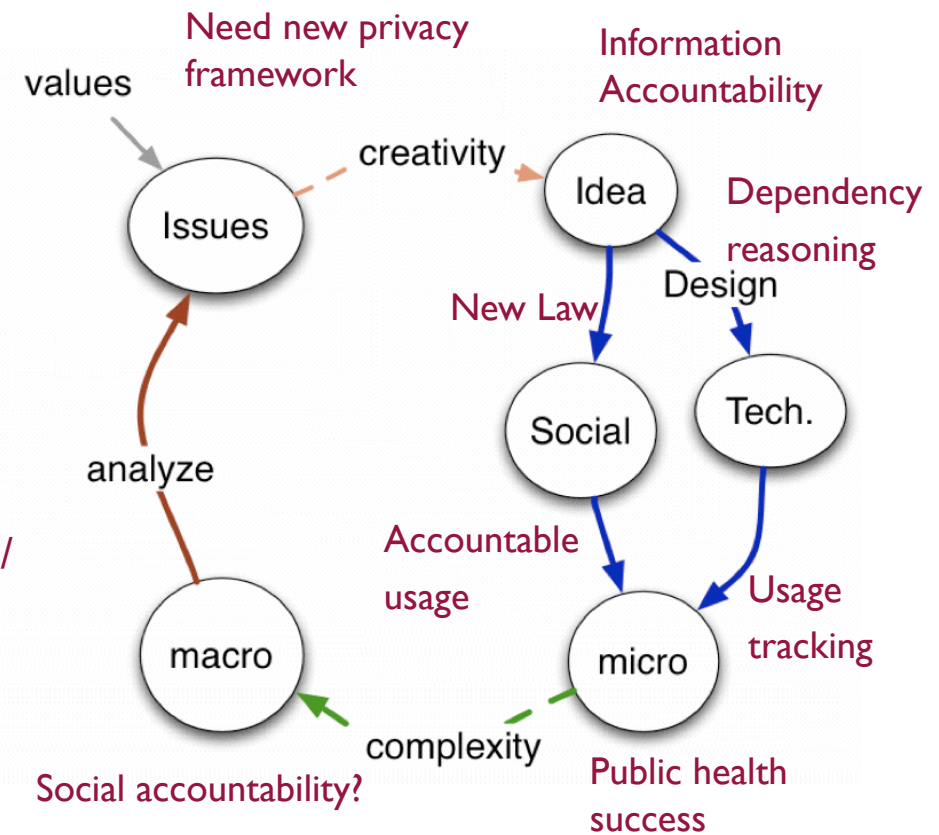 Need new privacy
framework
Information
Accountability
values
creativity
Idea
Issues
Dependency
reasoning
Design
New Law
Social
Tech.
analyze
/
Accountable
usage
Usage
tracking
macro
micro
complexity
Social accountability?
Public health
success